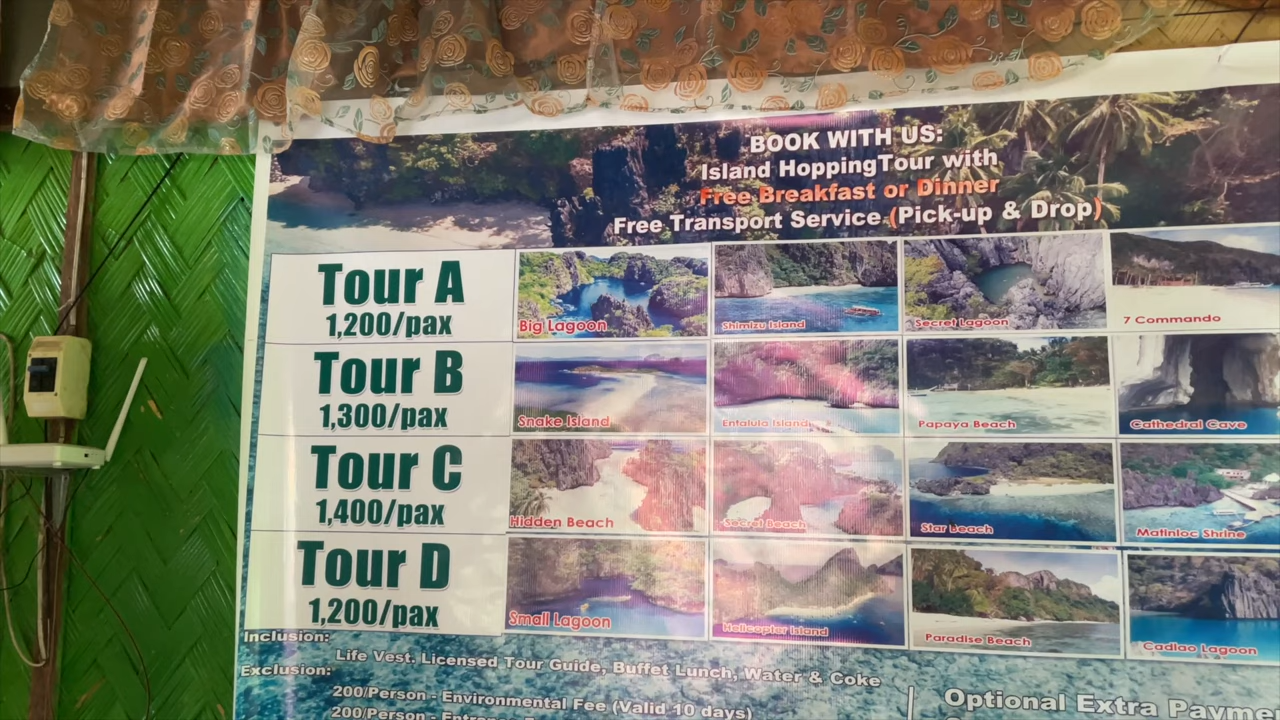 BOOK WITH US:
Island HoppingTour with
Free Breakfast or Dinner
Free Transport Service (Pick-up & Drop)
Tour A
1,200/pax
Big Lagoon
Shimizu Island
Secret Lagoon
7 Commando
Tour B
1,300/pax
Snake Island
Entalula Island
Papaya Beach
Cathedral Cave
Tour C
1,400/pax
Hidden Beach
Secret Beach
Star Beach
Matinloc Shrine
Tour D
1,200/pax
Small Lagoon
Helicopter Island
Paradise Beach
Cadlao Lagoon
Inclusion:
Life Vest. Licensed Tour Guide, Buffet Lunch, Water & Coke
Exclusion:
200/Person - Environmental Fee (Valid 10 days)
200/Person -
Optional Extra